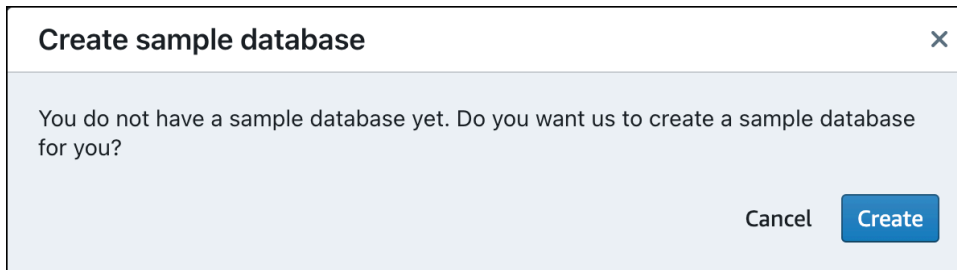 Create sample database
You do not have a sample database yet. Do you want us to create a sample database
for you?
Cancel
Create